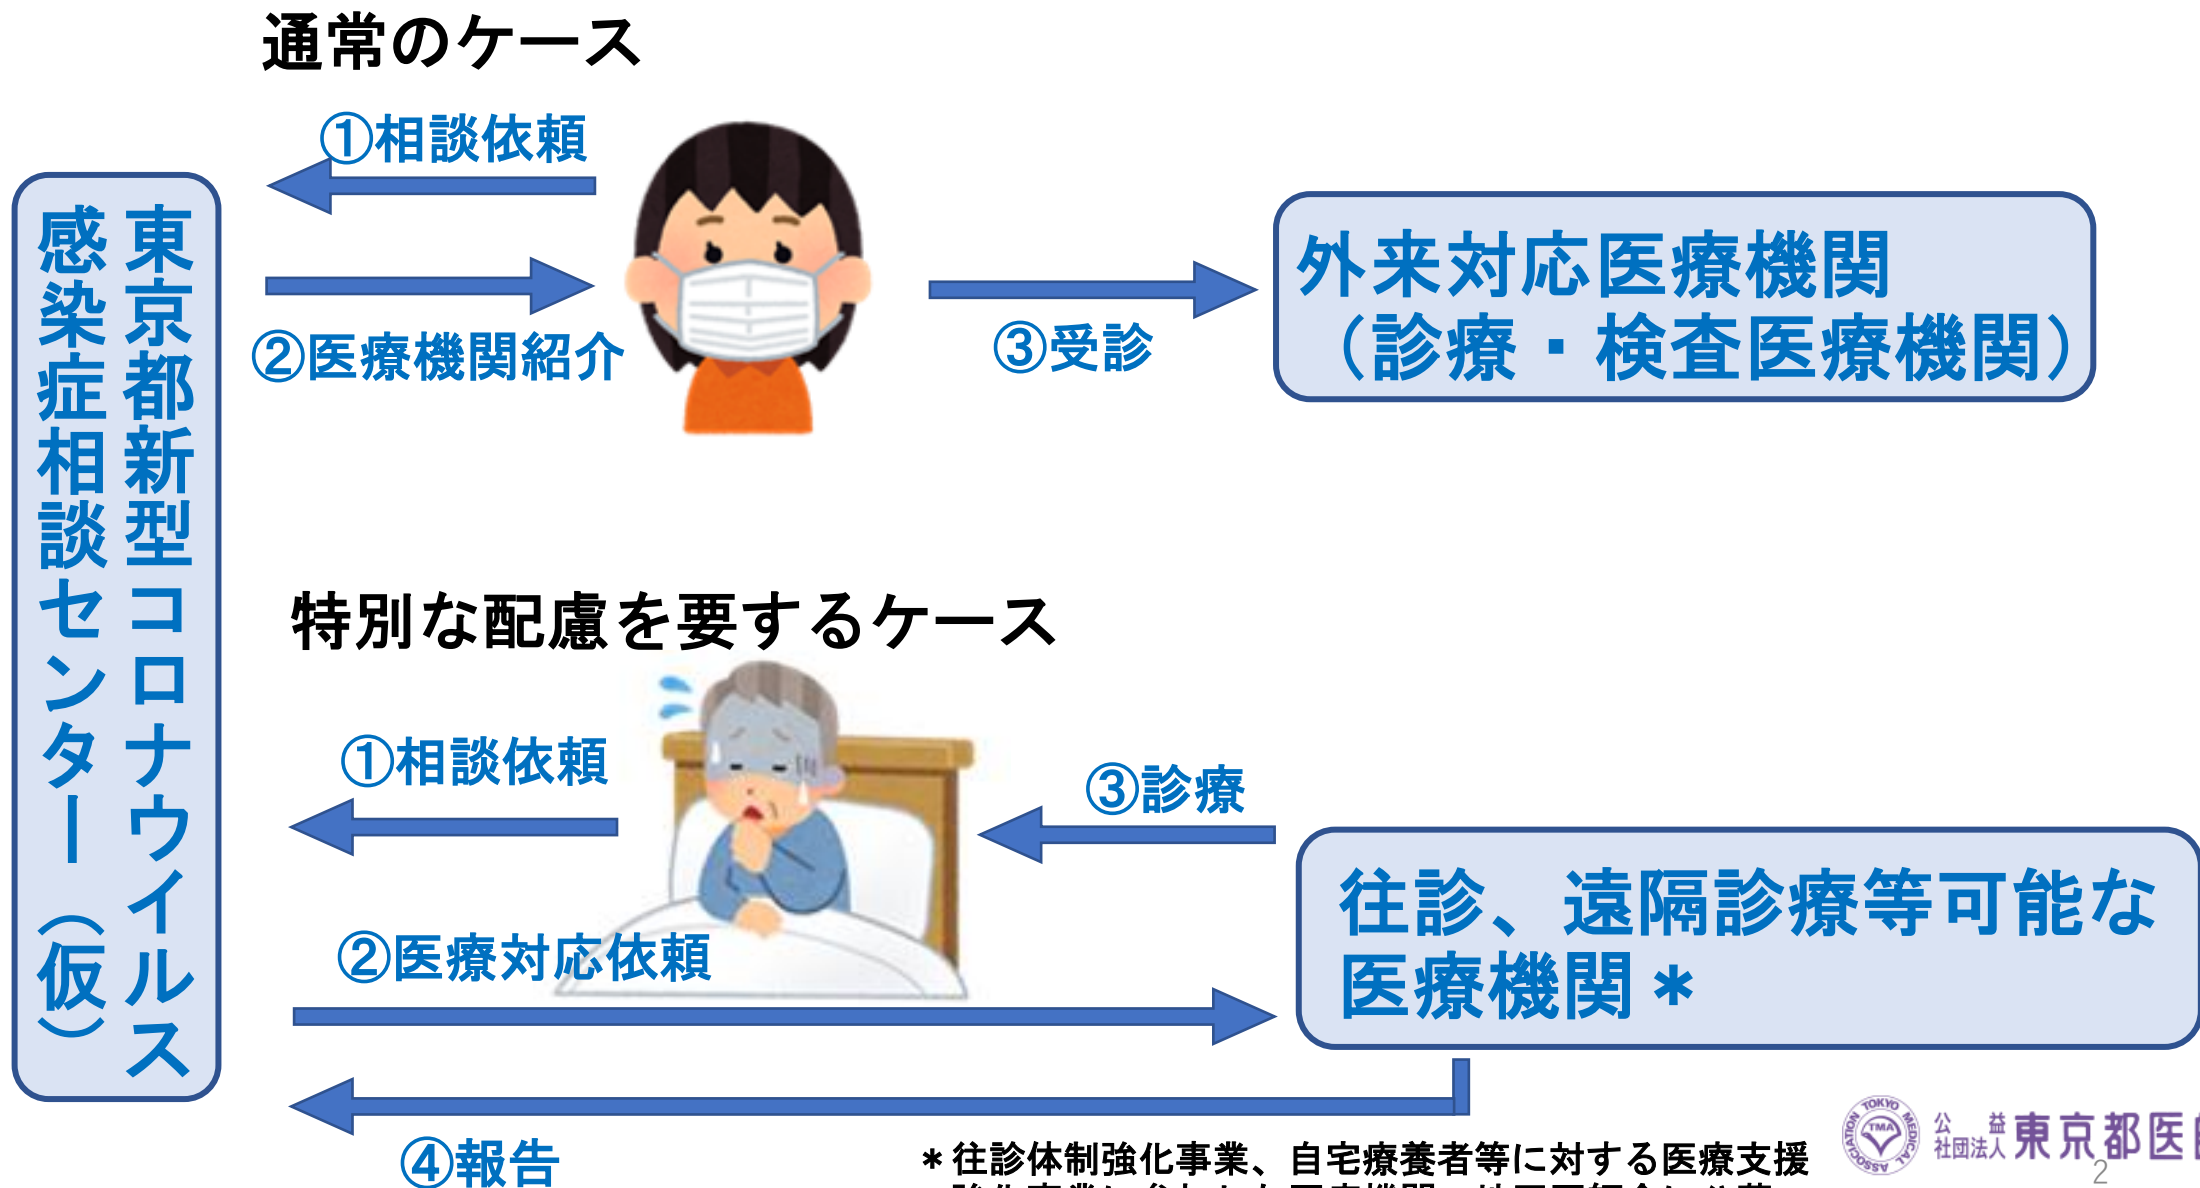 通常のケース
①相談依頼
②医療機関紹介
③受診
外来対応医療機関
（診療・検査医療機関）
東京都新型コロナウイルス
感染症相談センター（仮）
特別な配慮を要するケース
①相談依頼
②医療対応依頼
③診療
往診、遠隔診療等可能な
医療機関＊
④報告
＊往診体制強化事業、自宅療養者等に対する医療支援
TOKYO MEDICAL ASSOCIATION
TMA
公益
社団法人 東京都医
2